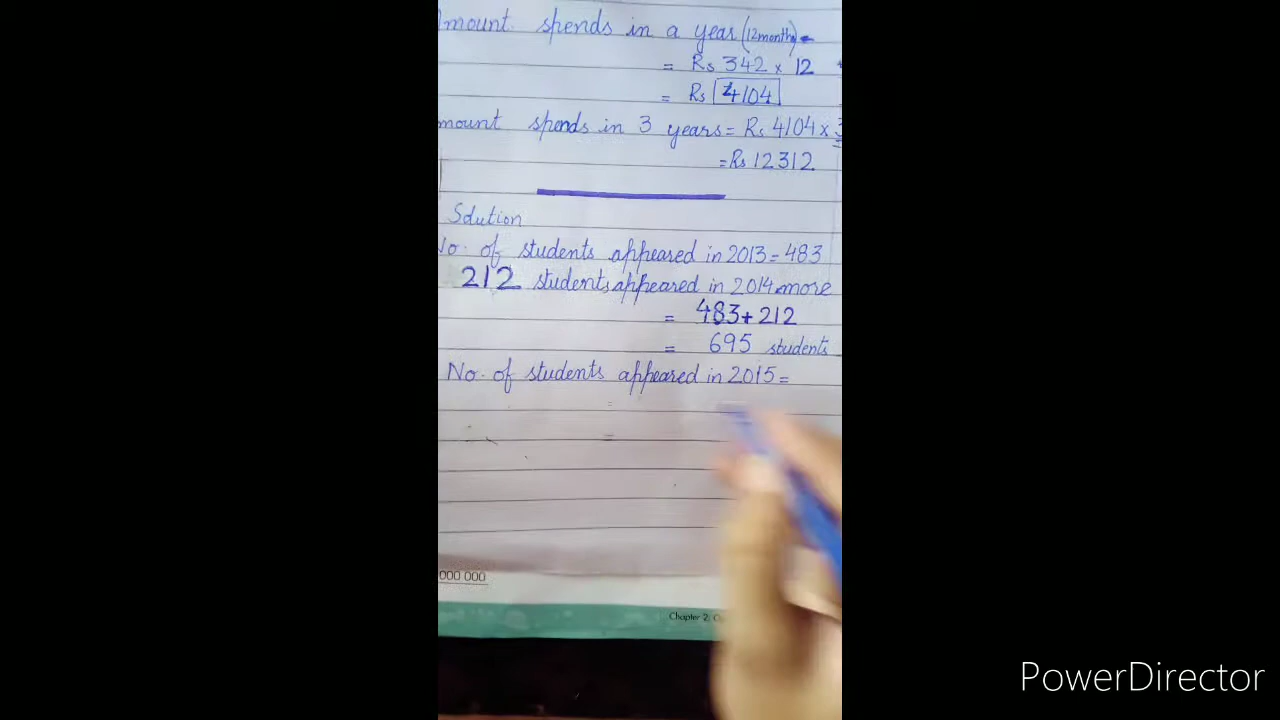 mount spends in a year (12month)
= Rs 342 × 12
= Rs 4104
mount spends in 3 years = Rs 4104 × 3
= Rs 12312
Solution
No. of students appeared in 2013 = 483
212 students appeared in 2014 more
= 483 + 212
= 695 students
No. of students appeared in 2015 =
000 000
Chapter 2,
PowerDirector